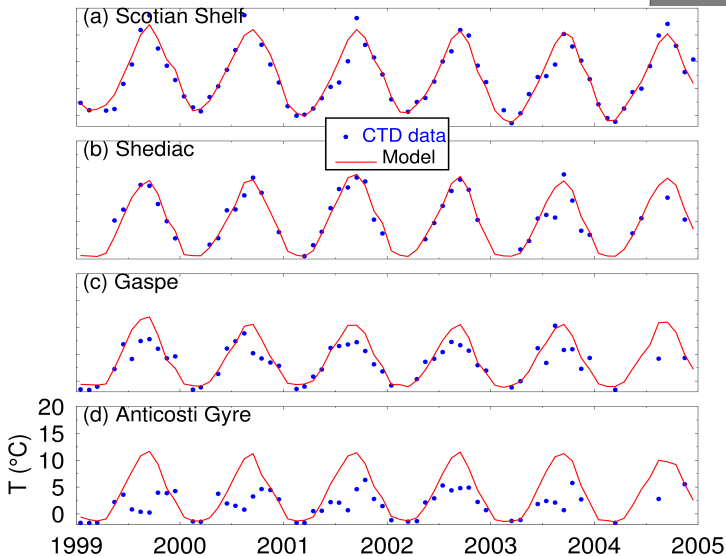 (a) Scotian Shelf
CTD data
Model
(b) Shediac
(c) Gaspe
(d) Anticosti Gyre
20
15
10
5
0
T (°C)
1999 2000 2001 2002 2003 2004 2005